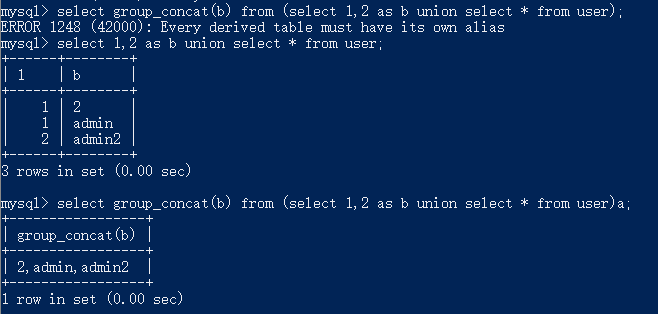 mysql> select group_concat(b) from (select 1,2 as b union select * from user);
ERROR 1248 (42000): Every derived table must have its own alias
mysql> select 1,2 as b union select * from user;
+------+--------+
| 1    | b      |
+------+--------+
|    1 | 2      |
|    1 | admin  |
|    2 | admin2 |
+------+--------+
3 rows in set (0.00 sec)
mysql> select group_concat(b) from (select 1,2 as b union select * from user)a;
+-----------------+
| group_concat(b) |
+-----------------+
| 2,admin,admin2  |
+-----------------+
1 row in set (0.00 sec)